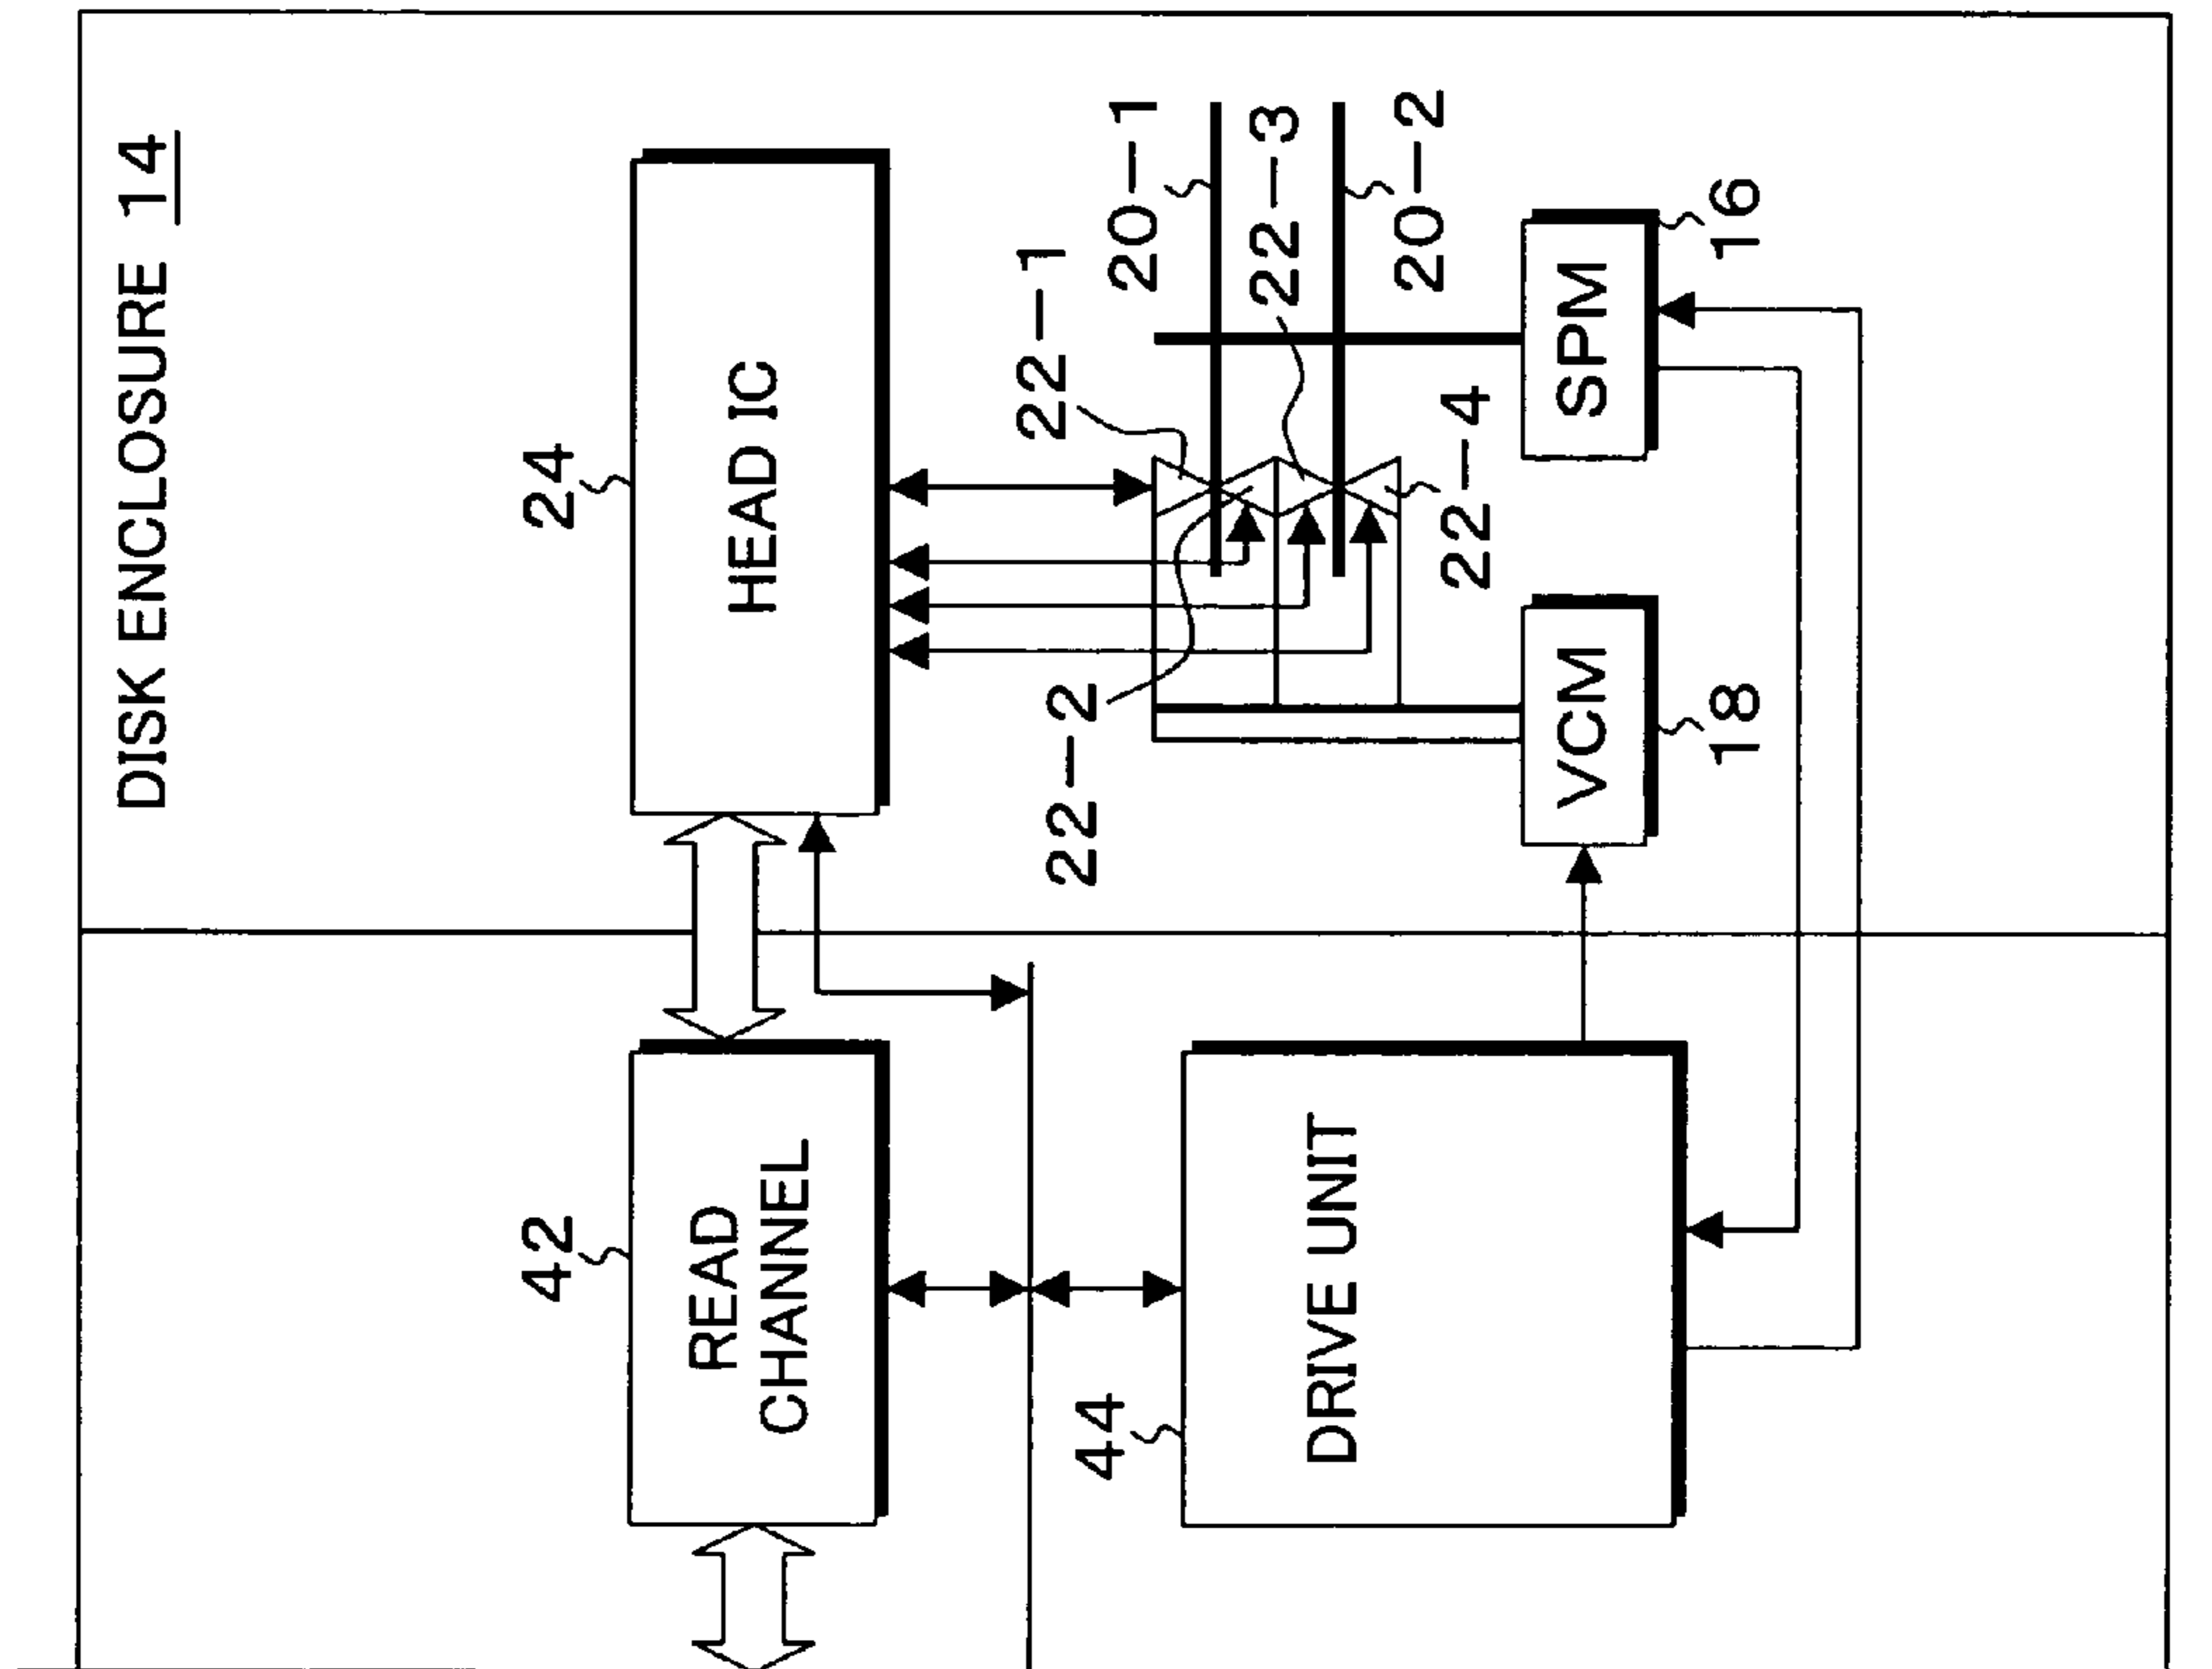 DISK ENCLOSURE 14
42
READ
CHANNEL
24
HEAD IC
22-1
20-1
22-2
22-3
44
DRIVE UNIT
22-4
20-2
VCM
SPM
18
16